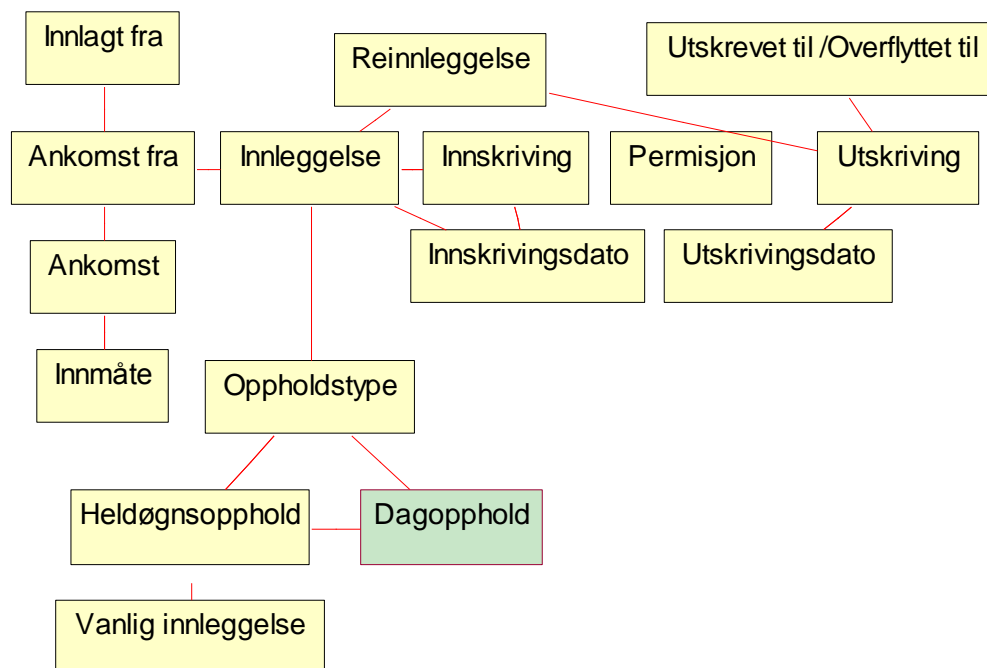 Innlagt fra
Reinnleggelse
Utskrevet til /Overflyttet til
Ankomst fra
Innleggelse
Innskriving
Permisjon
Utskriving
Ankomst
Innskrivingsdato
Utskrivingsdato
Innmåte
Oppholdstype
Heldøgnsopphold
Dagopphold
Vanlig innleggelse